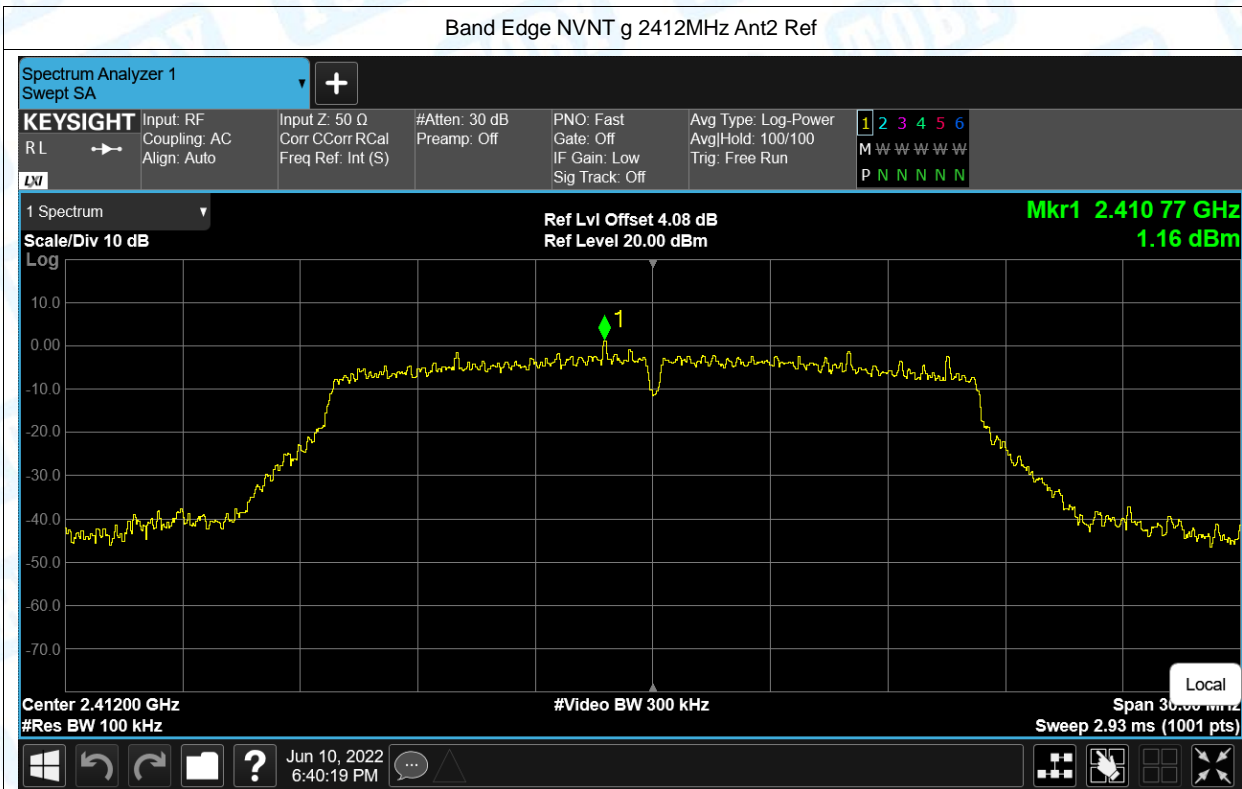 Band Edge NVNT g 2412MHz Ant2 Ref
Spectrum Analyzer 1
Swept SA
KEYSIGHT
R L
LXI
Input: RF
Coupling: AC
Align: Auto
Input Z: 50 Ω
Corr CCorr RCal
Freq Ref: Int (S)
#Atten: 30 dB
Preamp: Off
PNO: Fast
Gate: Off
IF Gain: Low
Sig Track: Off
Avg Type: Log-Power
Avg|Hold: 100/100
Trig: Free Run
1 2 3 4 5 6
M W W W W W
P N N N N N
1 Spectrum
Scale/Div 10 dB
Ref Lvl Offset 4.08 dB
Ref Level 20.00 dBm
Mkr1 2.410 77 GHz
1.16 dBm
Log
10.0
0.00
-10.0
-20.0
-30.0
-40.0
-50.0
-60.0
-70.0
1
Local
Center 2.41200 GHz
#Res BW 100 kHz
#Video BW 300 kHz
Span 30.00 MHz
Sweep 2.93 ms (1001 pts)
?
Jun 10, 2022
6:40:19 PM
TOBY
TOBY